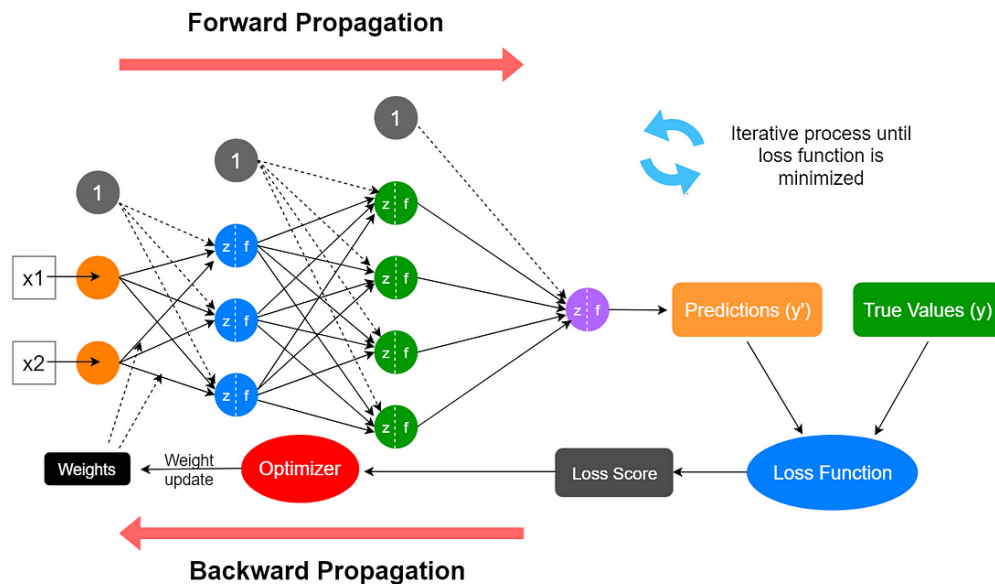 Forward Propagation
1
1
1
Iterative process until
loss function is
minimized
z f
z f
x1
z f
z f
z f
z f
Predictions (y')
True Values (y)
x2
z f
z f
z f
Weights
Weight
update
Optimizer
Loss Score
Loss Function
Backward Propagation